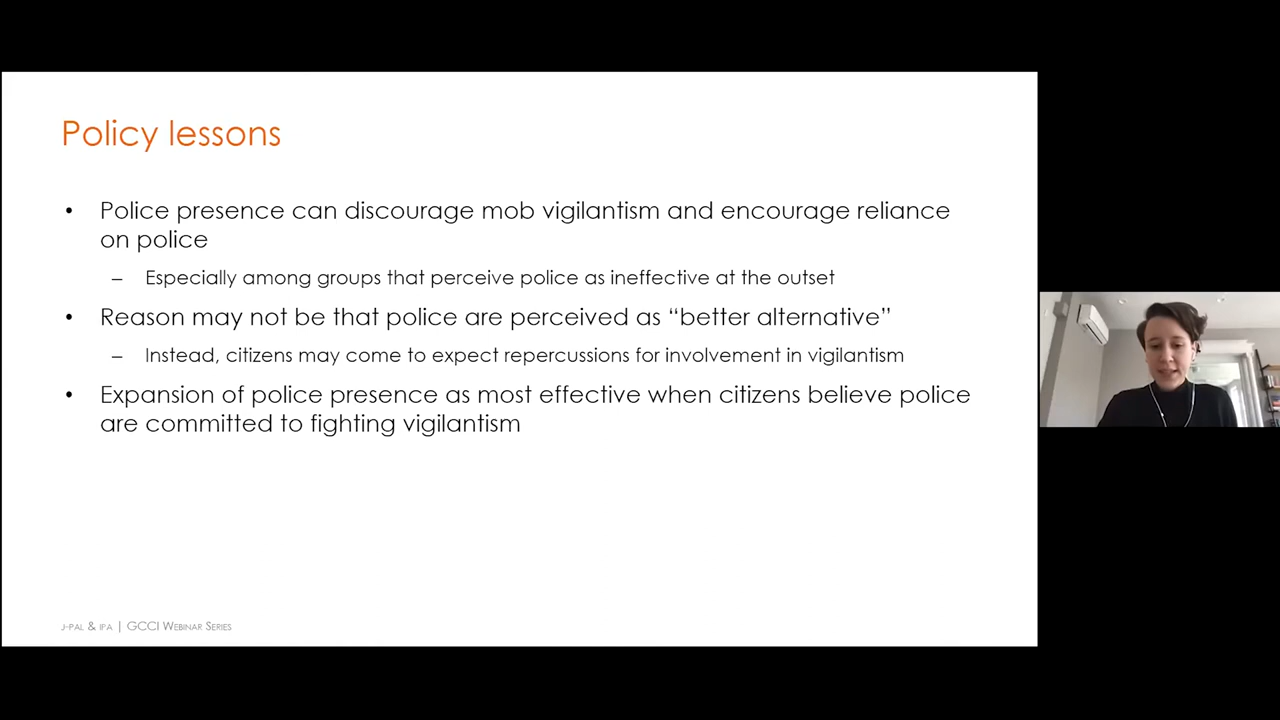 Policy lessons
• Police presence can discourage mob vigilantism and encourage reliance
on police
– Especially among groups that perceive police as ineffective at the outset
• Reason may not be that police are perceived as “better alternative”
– Instead, citizens may come to expect repercussions for involvement in vigilantism
• Expansion of police presence as most effective when citizens believe police
are committed to fighting vigilantism
J-PAL & IPA | GCCI WEBINAR SERIES